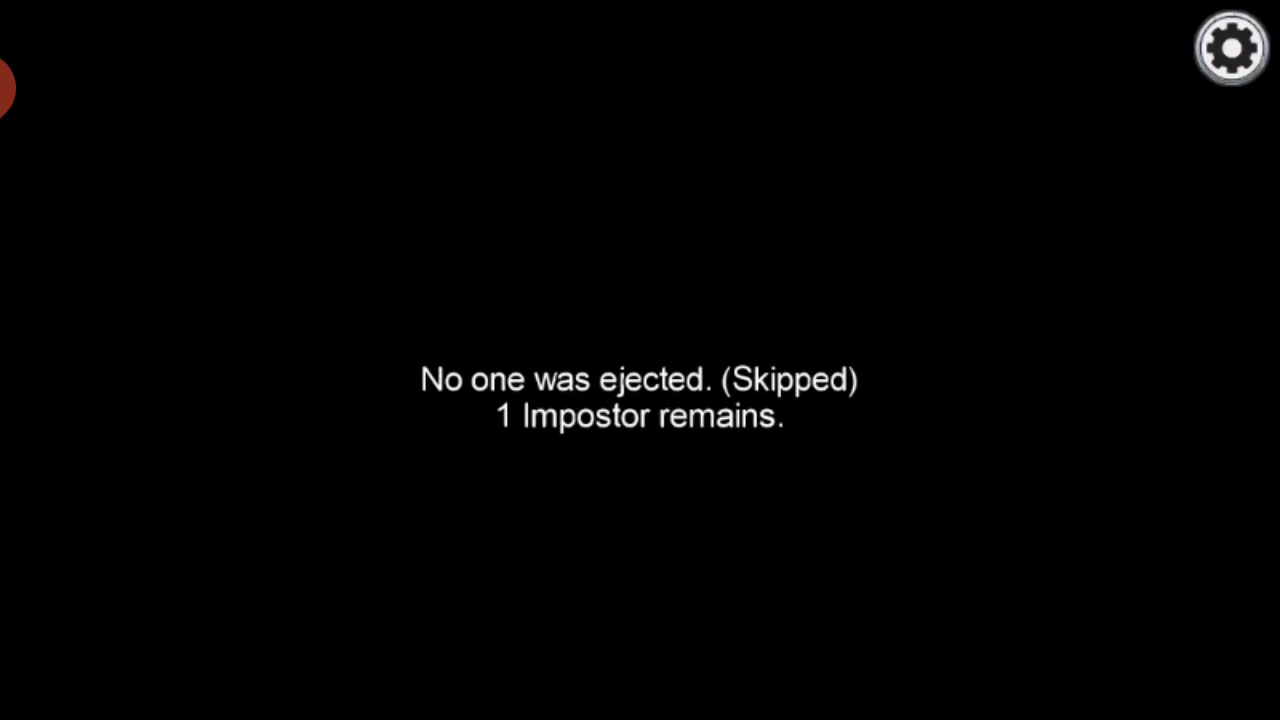 No one was ejected. (Skipped)
1 Impostor remains.